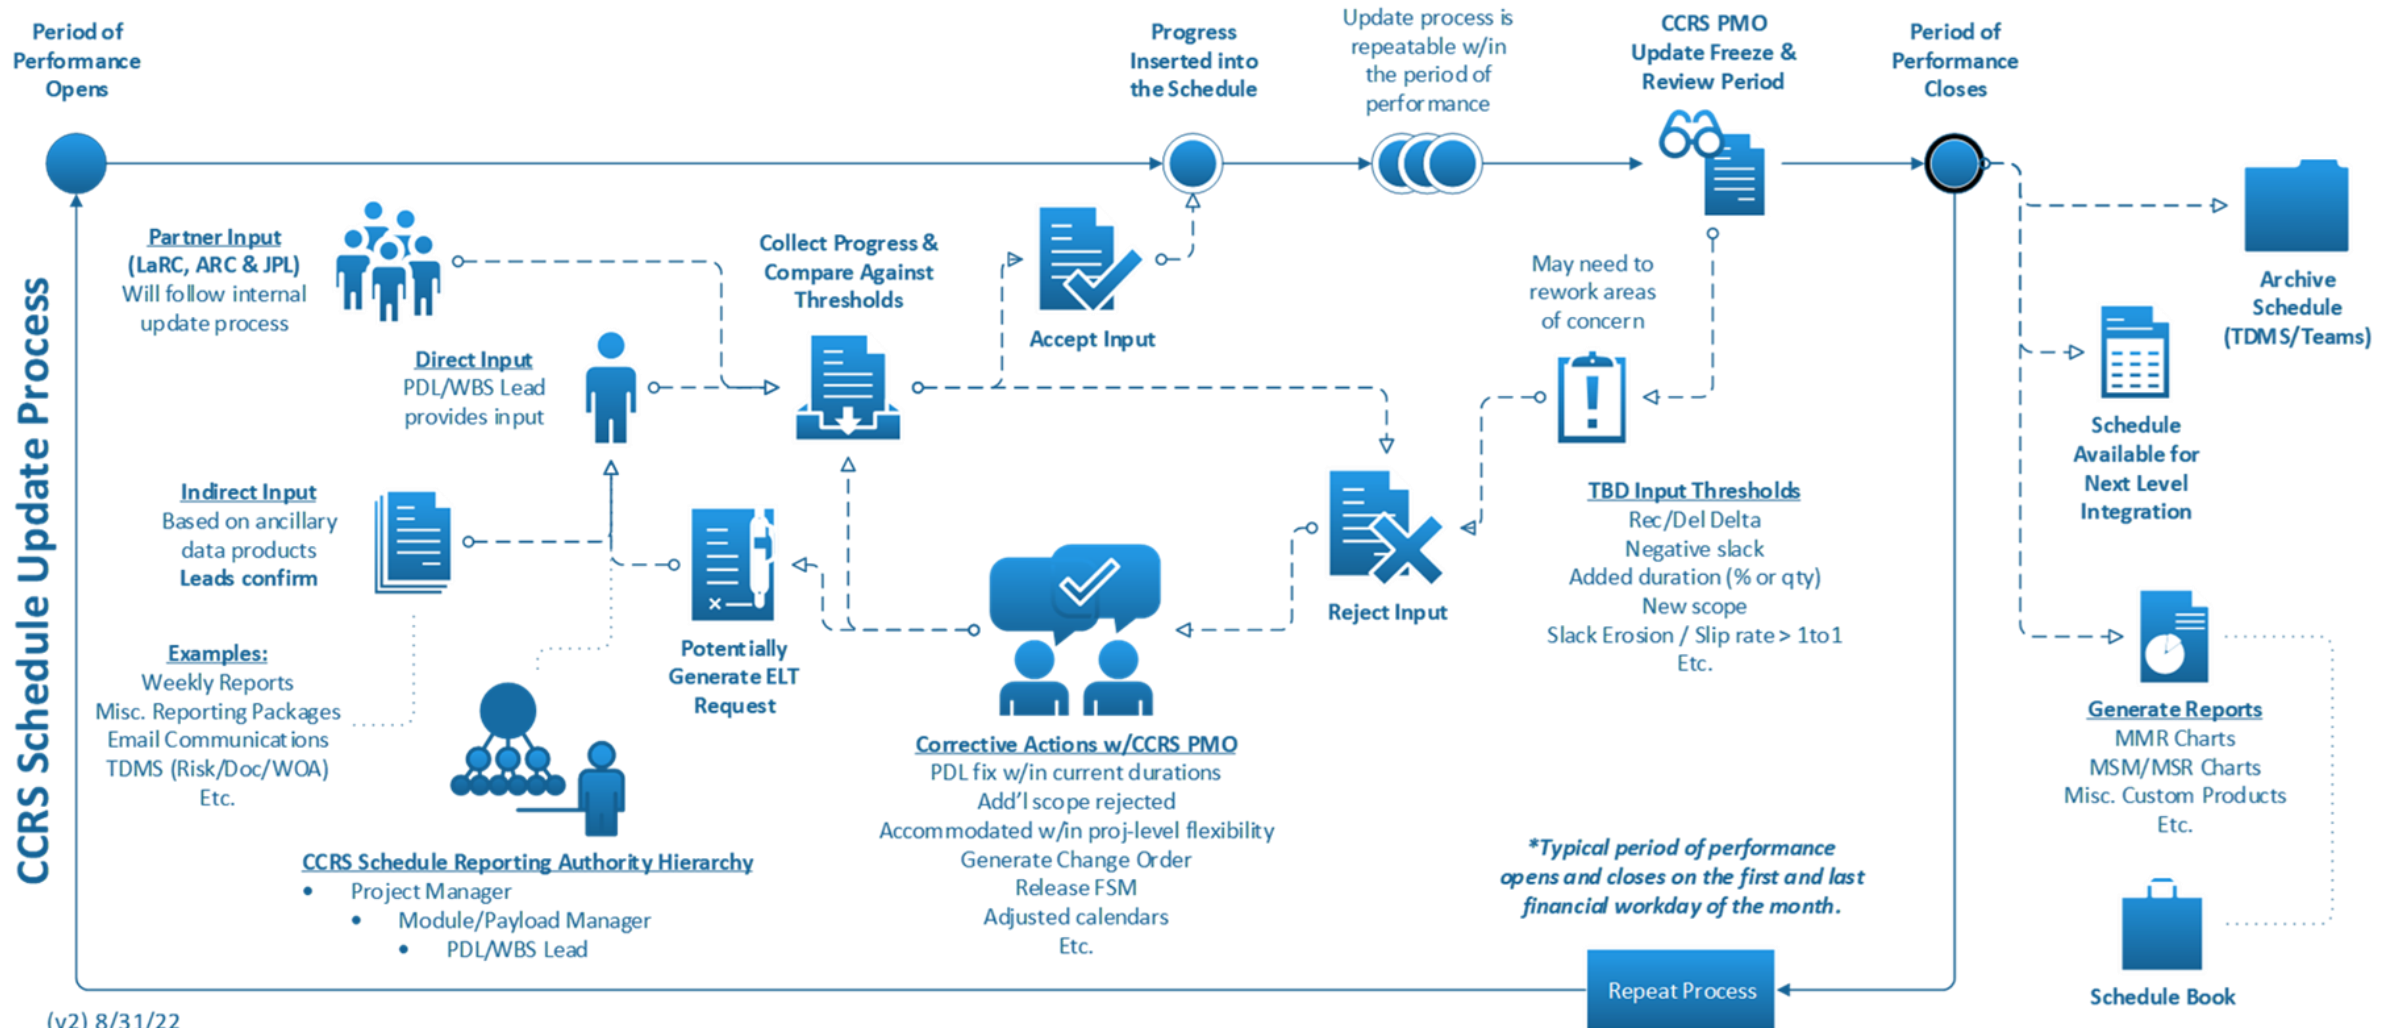 CCRS Schedule Update Process
Period of
Performance
Opens
Progress
Inserted into
the Schedule
Update process is
repeatable w/in
the period of
performance
CCRS PMO
Update Freeze &
Review Period
Period of
Performance
Closes
Partner Input
(LaRC, ARC & JPL)
Will follow internal
update process
Direct Input
PDL/WBS Lead
provides input
Indirect Input
Based on ancillary
data products
Leads confirm
Examples:
Weekly Reports
Misc. Reporting Packages
Email Communications
TDMS (Risk/Doc/WOA)
Etc.
CCRS Schedule Reporting Authority Hierarchy
• Project Manager
• Module/Payload Manager
• PDL/WBS Lead
Collect Progress &
Compare Against
Thresholds
Accept Input
Potentially
Generate ELT
Request
Corrective Actions w/CCRS PMO
PDL fix w/in current durations
Add'l scope rejected
Accommodated w/in proj-level flexibility
Generate Change Order
Release FSM
Adjusted calendars
Etc.
Reject Input
May need to
rework areas
of concern
TBD Input Thresholds
Rec/Del Delta
Negative slack
Added duration (% or qty)
New scope
Slack Erosion / Slip rate > 1to1
Etc.
*Typical period of performance
opens and closes on the first and last
financial workday of the month.
Repeat Process
Archive
Schedule
(TDMS/Teams)
Schedule
Available for
Next Level
Integration
Generate Reports
MMR Charts
MSM/MSR Charts
Misc. Custom Products
Etc.
Schedule Book
(v2) 8/31/22